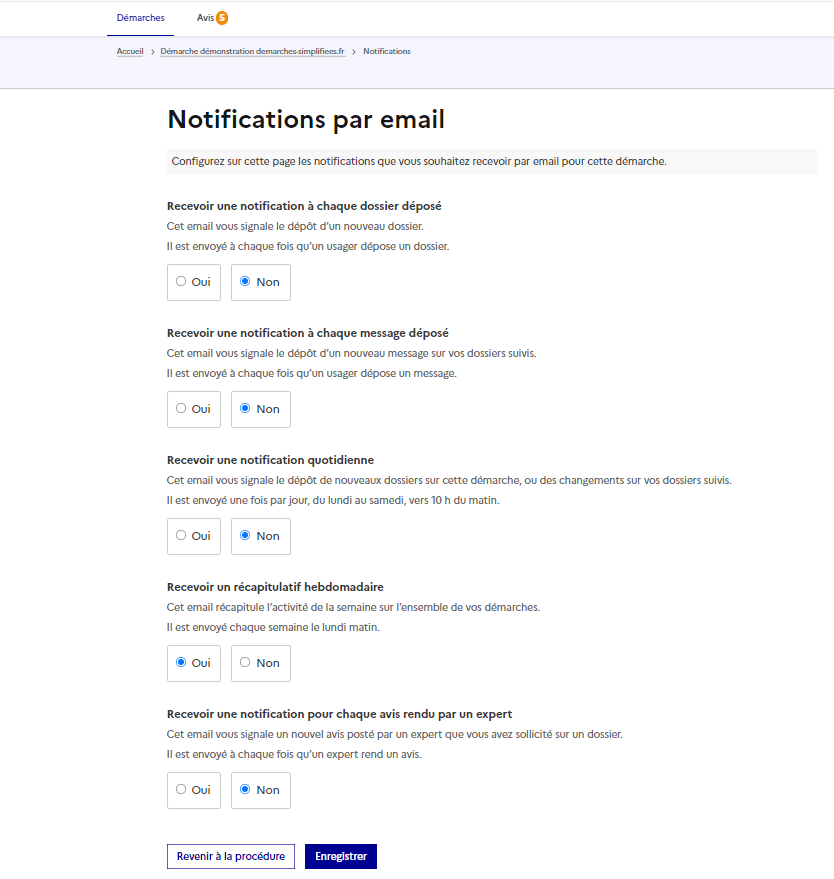 Démarches Avis 5
Accueil > Démarche démonstration demarches-simplifiees.fr > Notifications
Notifications par email
Configurez sur cette page les notifications que vous souhaitez recevoir par email pour cette démarche.
Recevoir une notification à chaque dossier déposé
Cet email vous signale le dépôt d’un nouveau dossier.
Il est envoyé à chaque fois qu’un usager dépose un dossier.
Oui Non
Recevoir une notification à chaque message déposé
Cet email vous signale le dépôt d’un nouveau message sur vos dossiers suivis.
Il est envoyé à chaque fois qu’un usager dépose un message.
Oui Non
Recevoir une notification quotidienne
Cet email vous signale le dépôt de nouveaux dossiers sur cette démarche, ou des changements sur vos dossiers suivis.
Il est envoyé une fois par jour, du lundi au samedi, vers 10 h du matin.
Oui Non
Recevoir un récapitulatif hebdomadaire
Cet email récapitule l’activité de la semaine sur l’ensemble de vos démarches.
Il est envoyé chaque semaine le lundi matin.
Oui Non
Recevoir une notification pour chaque avis rendu par un expert
Cet email vous signale un nouvel avis posté par un expert que vous avez sollicité sur un dossier.
Il est envoyé à chaque fois qu’un expert rend un avis.
Oui Non
Revenir à la procédure Enregistrer